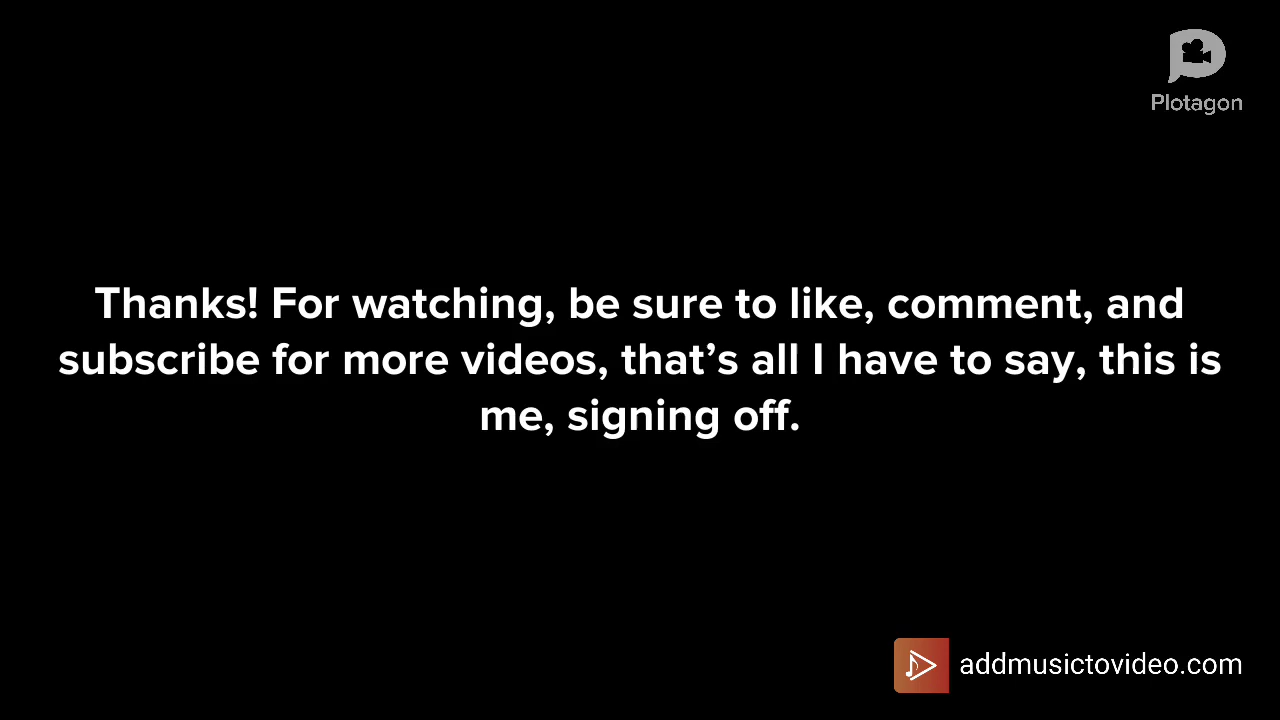 Plotagon
Thanks! For watching, be sure to like, comment, and
subscribe for more videos, that’s all I have to say, this is
me, signing off.
addmusictovideo.com